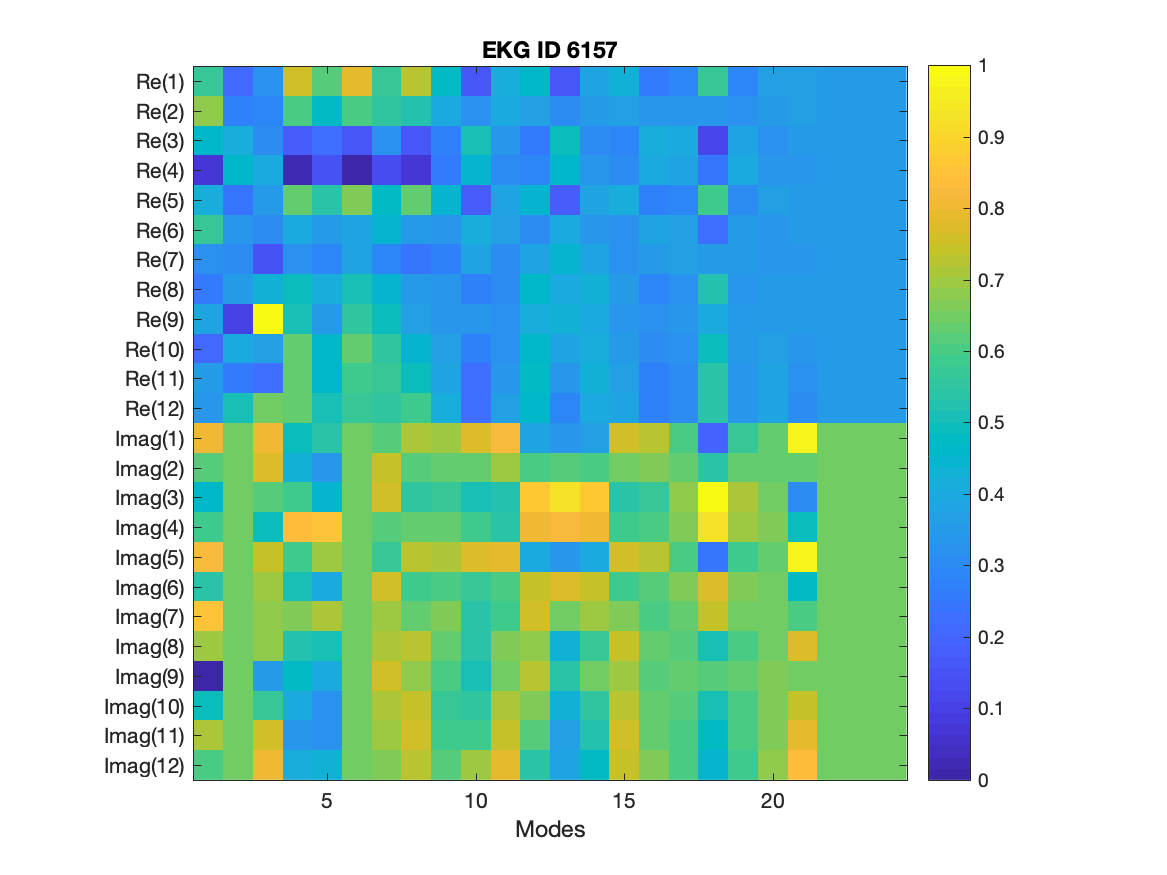 EKG ID 6157
Re(1)
Re(2)
Re(3)
Re(4)
Re(5)
Re(6)
Re(7)
Re(8)
Re(9)
Re(10)
Re(11)
Re(12)
Imag(1)
Imag(2)
Imag(3)
Imag(4)
Imag(5)
Imag(6)
Imag(7)
Imag(8)
Imag(9)
Imag(10)
Imag(11)
Imag(12)
5 10 15 20
Modes
1
0.9
0.8
0.7
0.6
0.5
0.4
0.3
0.2
0.1
0